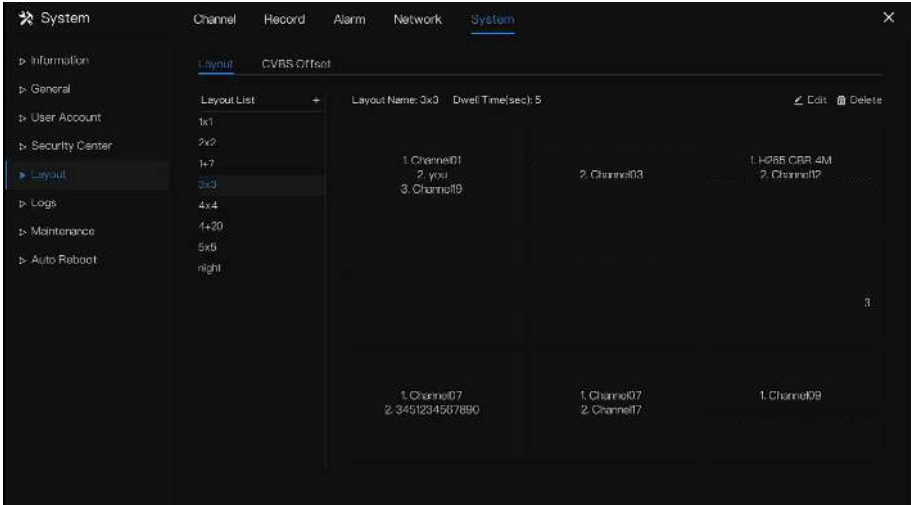 System
Channel Record Alarm Network System
Information
General
User Account
Security Center
Layout
Logs
Maintenance
Auto Reboot
Layout CVBS Offset
Layout List +
1x1
2x2
1+7
3x3
4x4
4+20
5x5
night
Layout Name: 3x3 Dwell Time(sec): 5
Edit Delete
1. Channel01
2. you
3. Channel19
2. Channel03
1. H265 CBR 4M
2. Channel12
3.
1. Channel07
2. 3451234567890
1. Channel07
2. Channel17
1. Channel09